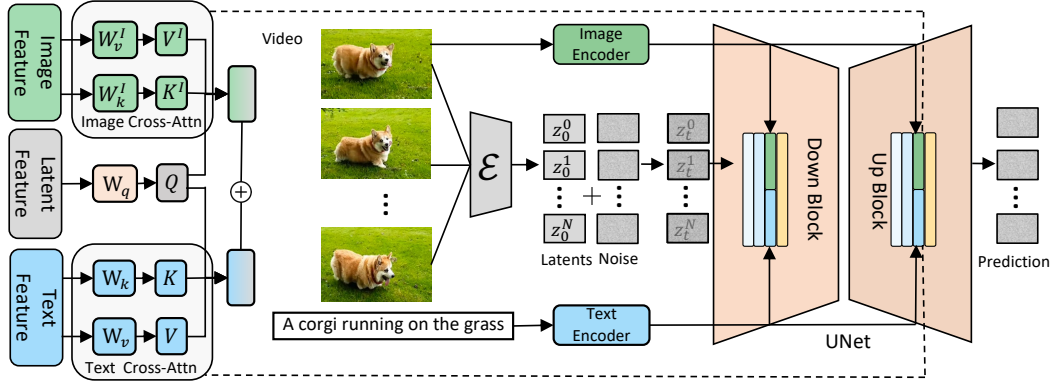 Image
Feature
W_v^I
V^I
W_k^I
K^I
Image Cross-Attn
Latent
Feature
W_q
Q
Text
Feature
W_k
K
W_v
V
Text Cross-Attn
Video
ℰ
A corgi running on the grass
Image
Encoder
Text
Encoder
z_0^0
z_0^1
z_0^N
+
Latents
Noise
z_t^0
z_t^1
z_t^N
Down Block
Up Block
UNet
Prediction